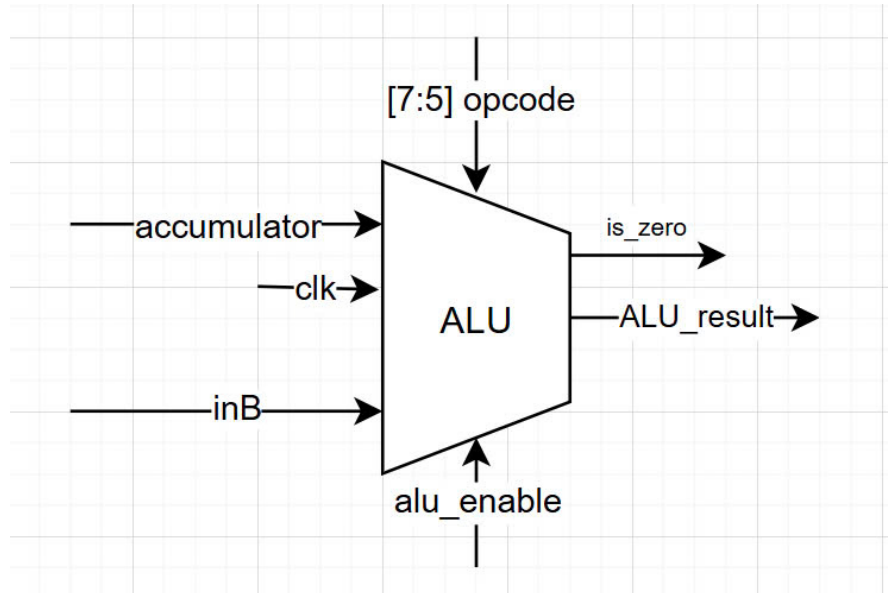 [7:5] opcode
accumulator
is_zero
clk
ALU
ALU_result
inB
alu_enable